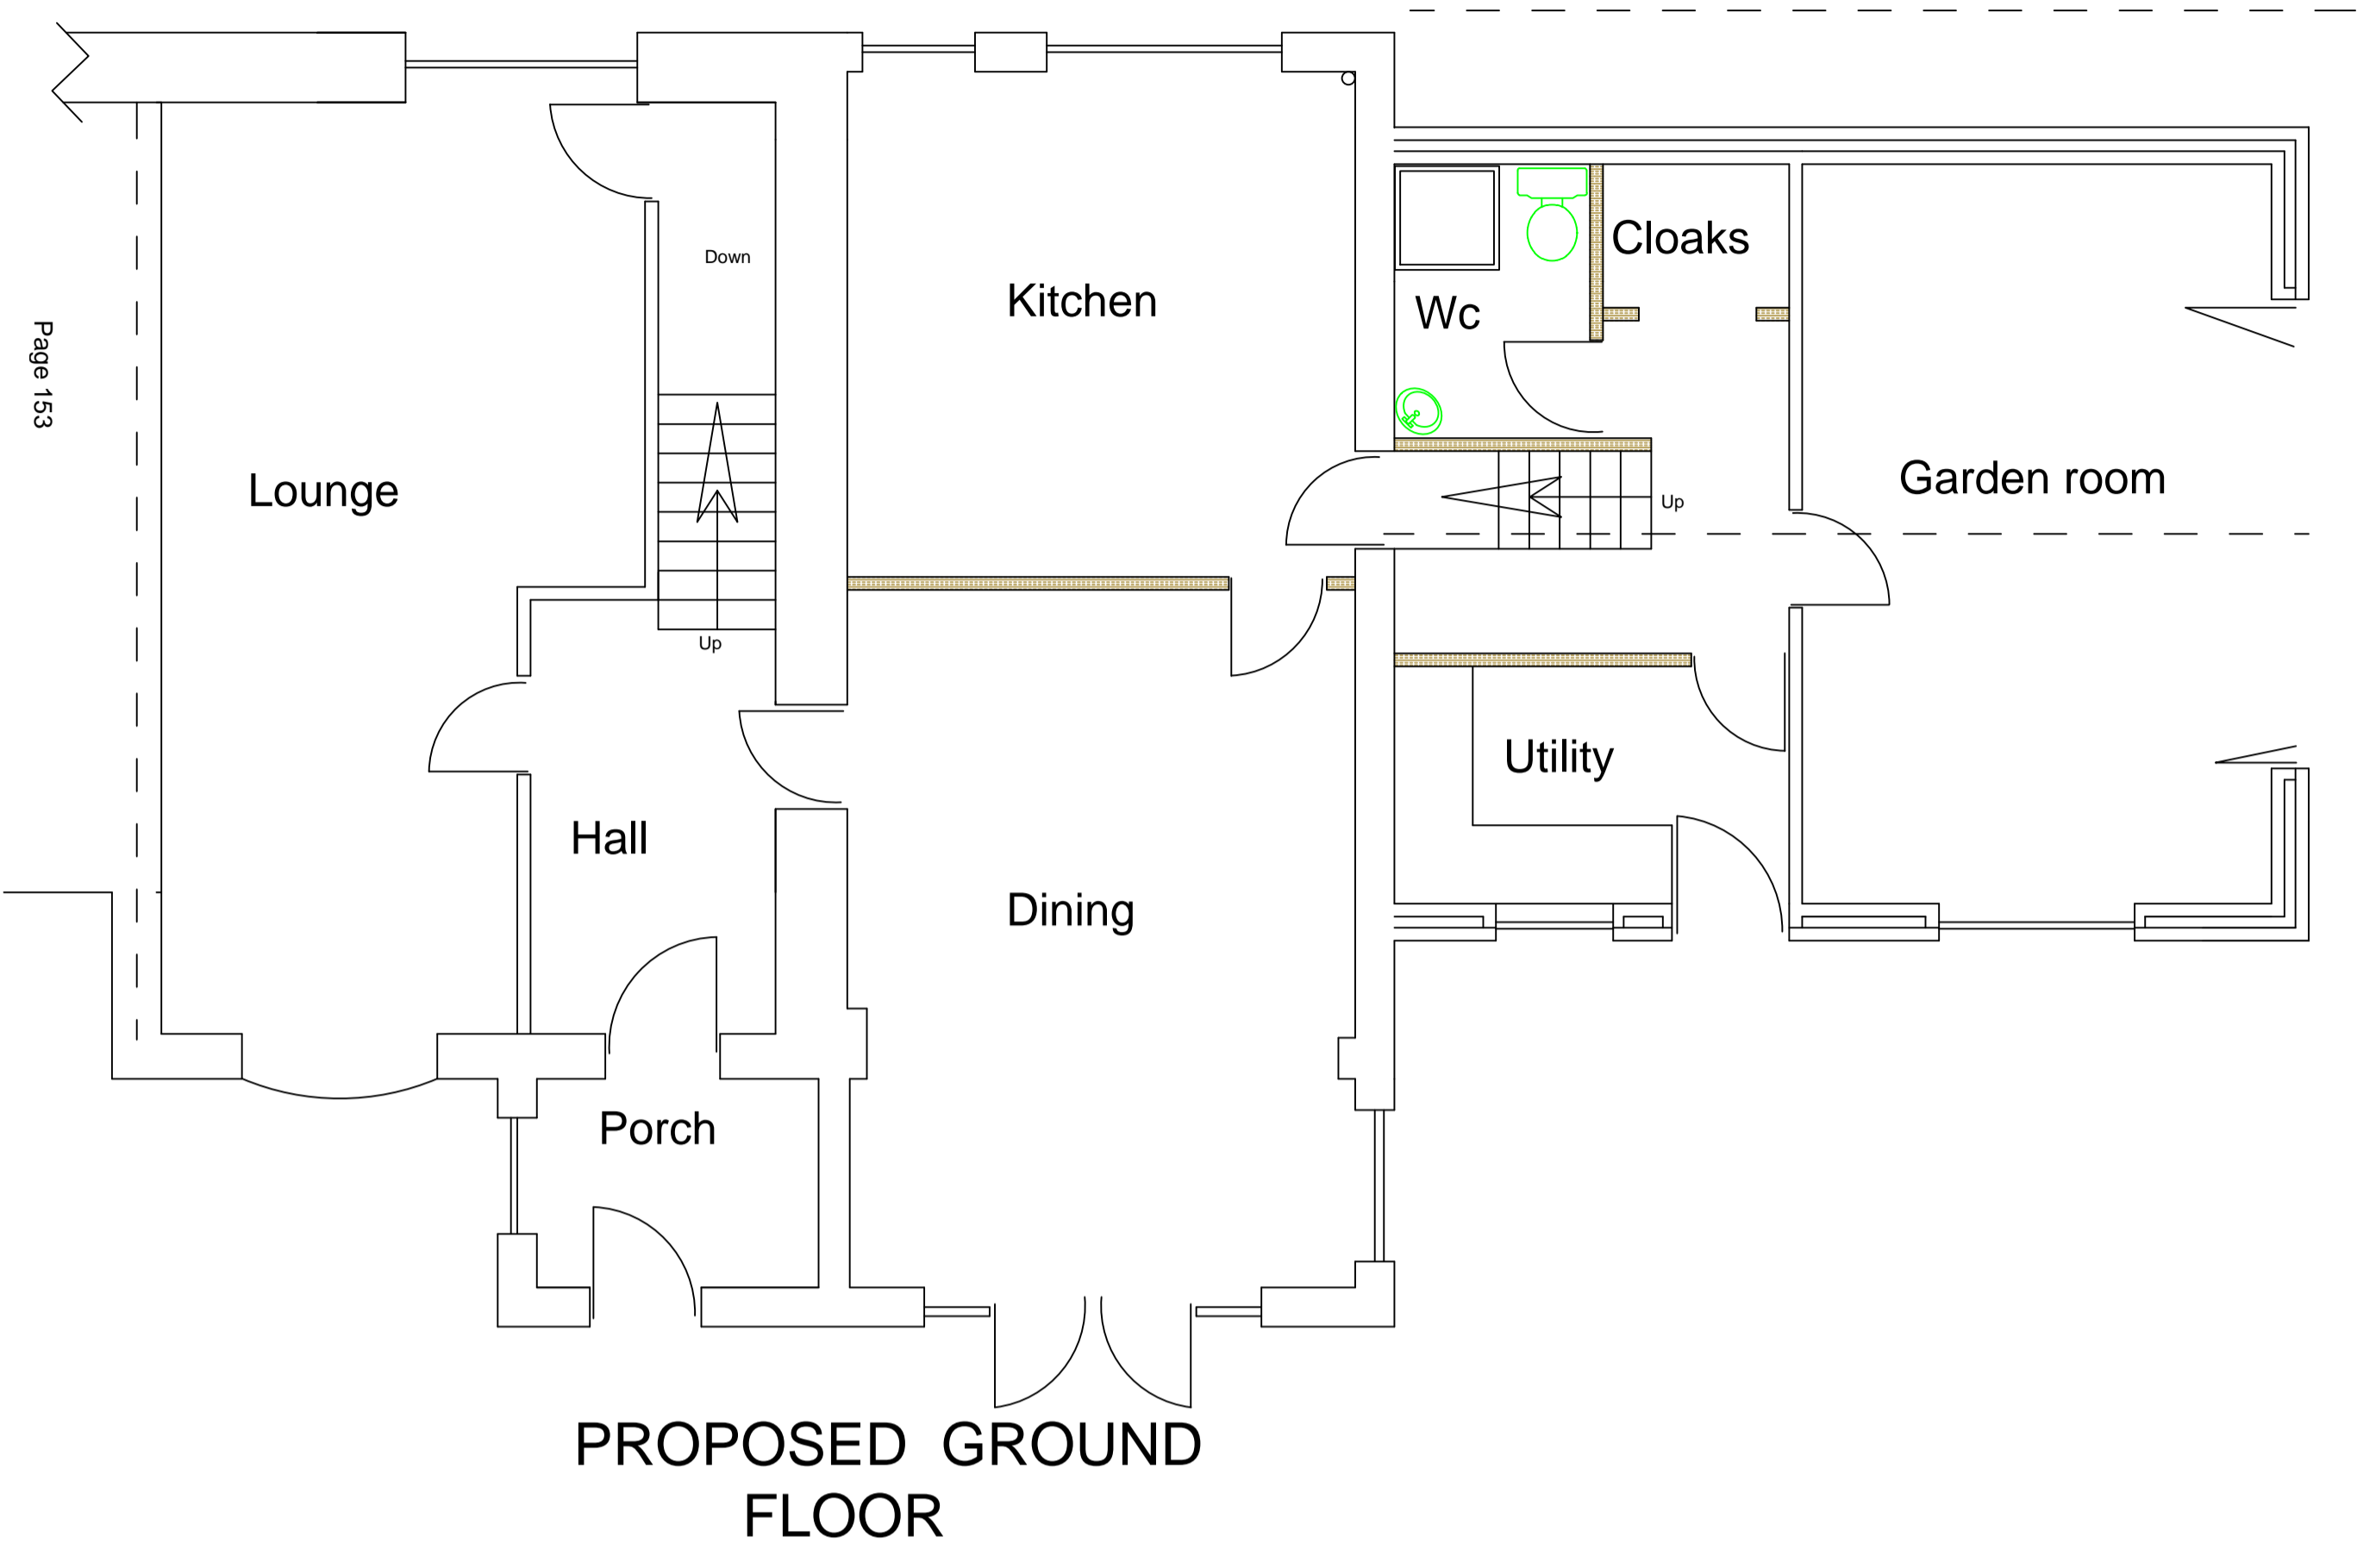 Page 153
Lounge
Down
Up
Kitchen
Wc
Cloaks
Up
Garden room
Utility
Hall
Dining
Porch
PROPOSED GROUND
FLOOR